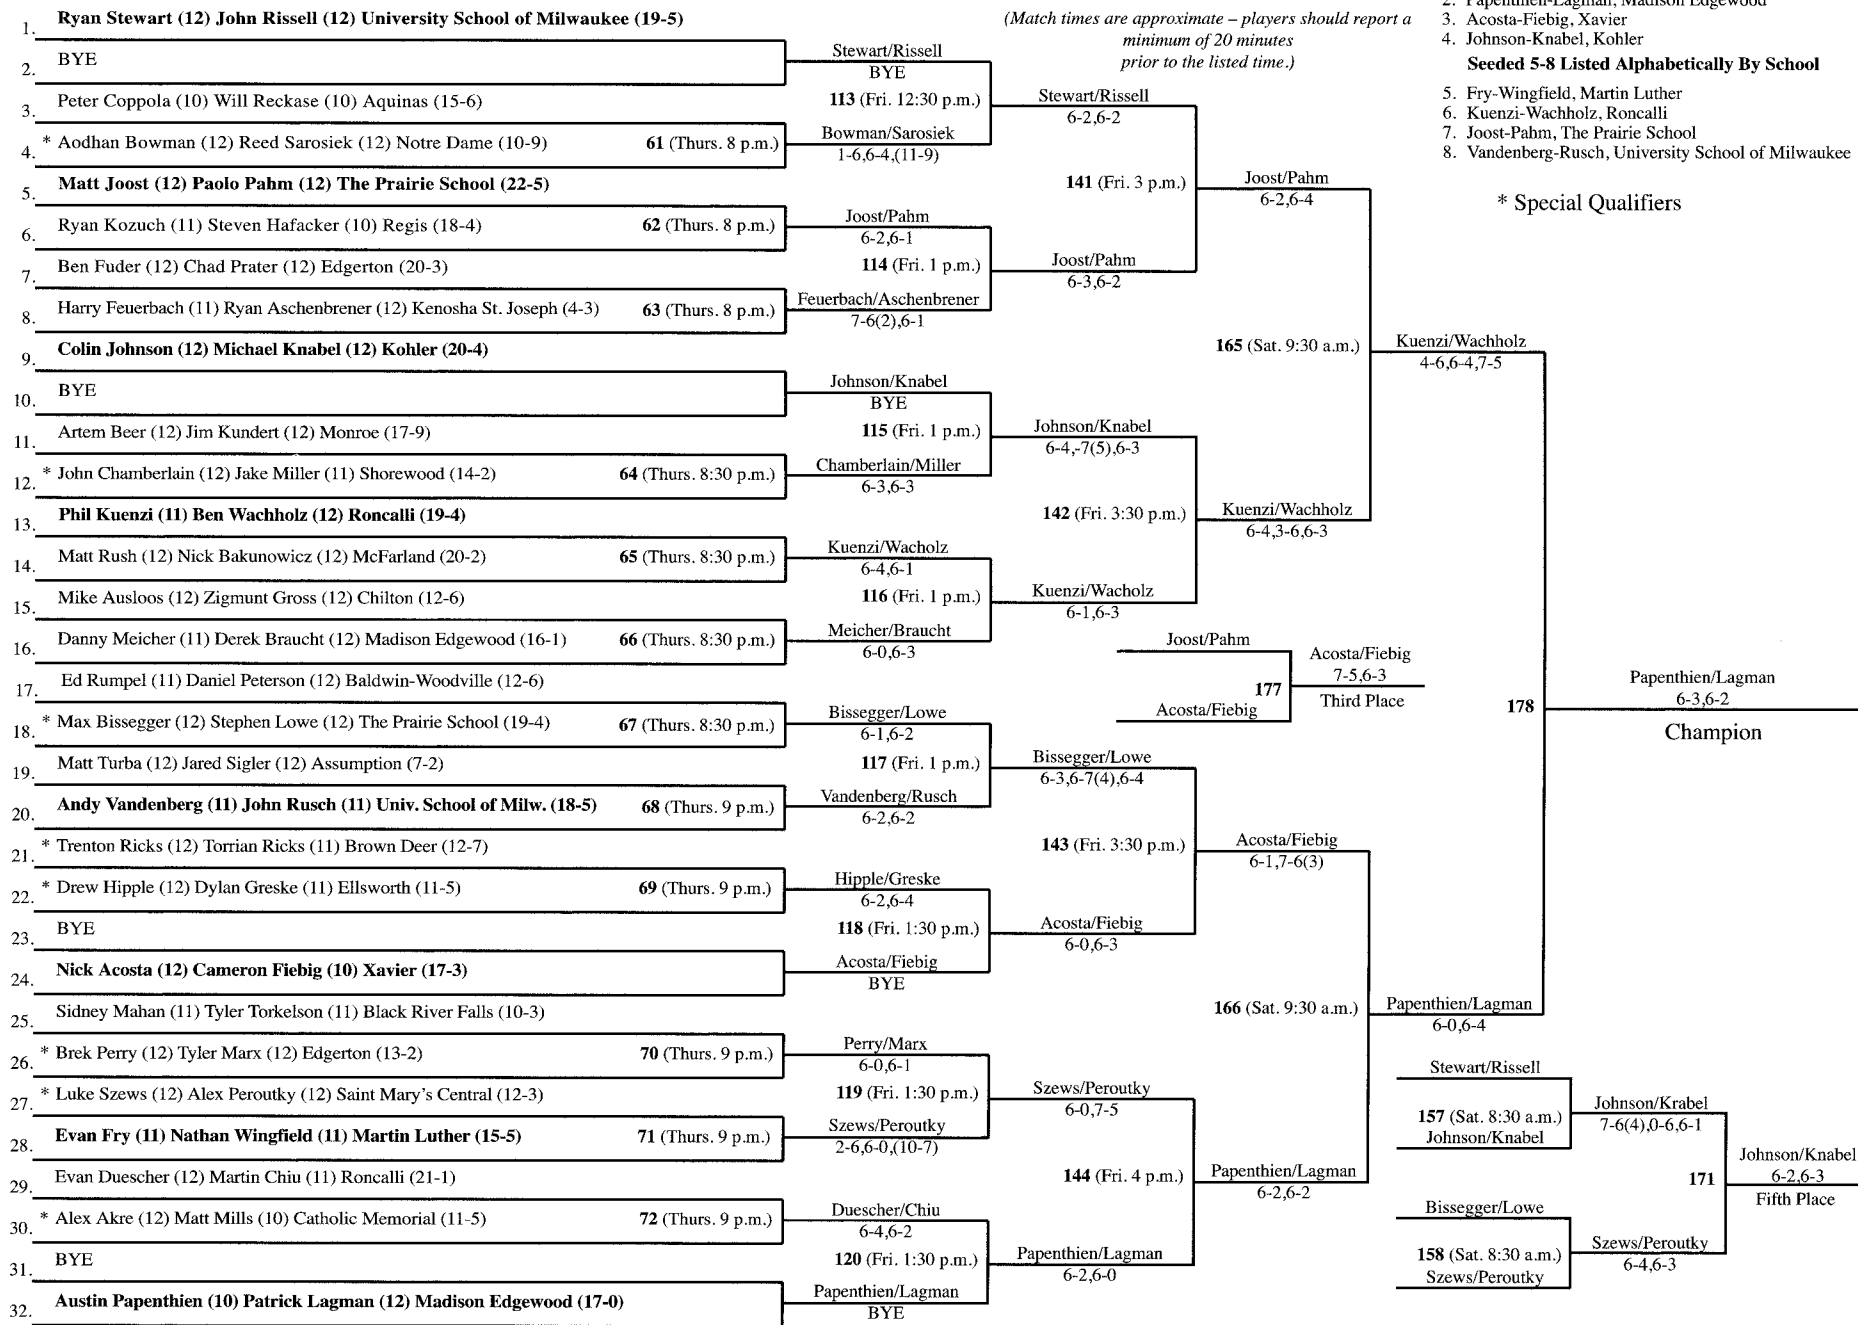 1. Ryan Stewart (12) John Rissell (12) University School of Milwaukee (19-5)
2. BYE
3. Peter Coppola (10) Will Reckase (10) Aquinas (15-6)
4. * Aodhan Bowman (12) Reed Sarosiek (12) Notre Dame (10-9) 61 (Thurs. 8 p.m.)
5. Matt Joost (12) Paolo Pahm (12) The Prairie School (22-5)
6. Ryan Kozuch (11) Steven Hafacker (10) Regis (18-4) 62 (Thurs. 8 p.m.)
7. Ben Fuder (12) Chad Prater (12) Edgerton (20-3)
8. Harry Feuerbach (11) Ryan Aschenbrener (12) Kenosha St. Joseph (4-3) 63 (Thurs. 8 p.m.)
9. Colin Johnson (12) Michael Knabel (12) Kohler (20-4)
10. BYE
11. Artem Beer (12) Jim Kundert (12) Monroe (17-9)
12. * John Chamberlain (12) Jake Miller (11) Shorewood (14-2) 64 (Thurs. 8:30 p.m.)
13. Phil Kuenzi (11) Ben Wachholz (12) Roncalli (19-4)
14. Matt Rush (12) Nick Bakunowicz (12) McFarland (20-2) 65 (Thurs. 8:30 p.m.)
15. Mike Ausloos (12) Zigmunt Gross (12) Chilton (12-6)
16. Danny Meicher (11) Derek Braucht (12) Madison Edgewood (16-1) 66 (Thurs. 8:30 p.m.)
17. Ed Rumpel (11) Daniel Peterson (12) Baldwin-Woodville (12-6)
18. * Max Bissegger (12) Stephen Lowe (12) The Prairie School (19-4) 67 (Thurs. 8:30 p.m.)
19. Matt Turba (12) Jared Sigler (12) Assumption (7-2)
20. Andy Vandenberg (11) John Rusch (11) Univ. School of Milw. (18-5) 68 (Thurs. 9 p.m.)
21. * Trenton Ricks (12) Torrian Ricks (11) Brown Deer (12-7)
22. * Drew Hipple (12) Dylan Greske (11) Ellsworth (11-5) 69 (Thurs. 9 p.m.)
23. BYE
24. Nick Acosta (12) Cameron Fiebig (10) Xavier (17-3)
25. Sidney Mahan (11) Tyler Torkelson (11) Black River Falls (10-3)
26. * Brek Perry (12) Tyler Marx (12) Edgerton (13-2) 70 (Thurs. 9 p.m.)
27. * Luke Szews (12) Alex Peroutky (12) Saint Mary's Central (12-3)
28. Evan Fry (11) Nathan Wingfield (11) Martin Luther (15-5) 71 (Thurs. 9 p.m.)
29. Evan Duescher (12) Martin Chiu (11) Roncalli (21-1)
30. * Alex Akre (12) Matt Mills (10) Catholic Memorial (11-5) 72 (Thurs. 9 p.m.)
31. BYE
32. Austin Papenthien (10) Patrick Lagman (12) Madison Edgewood (17-0)
Stewart/Rissell
BYE
113 (Fri. 12:30 p.m.)
Bowman/Sarosiek
1-6,6-4,(11-9)
Joost/Pahm
6-2,6-1
114 (Fri. 1 p.m.)
Feuerbach/Aschenbrener
7-6(2),6-1
Johnson/Knabel
BYE
115 (Fri. 1 p.m.)
Chamberlain/Miller
6-3,6-3
Kuenzi/Wacholz
6-4,6-1
116 (Fri. 1 p.m.)
Meicher/Braucht
6-0,6-3
Bissegger/Lowe
6-1,6-2
117 (Fri. 1 p.m.)
Vandenberg/Rusch
6-2,6-2
Hipple/Greske
6-2,6-4
118 (Fri. 1:30 p.m.)
Acosta/Fiebig
BYE
Perry/Marx
6-0,6-1
119 (Fri. 1:30 p.m.)
Szews/Peroutky
2-6,6-0,(10-7)
Duescher/Chiu
6-4,6-2
120 (Fri. 1:30 p.m.)
Papenthien/Lagman
BYE
(Match times are approximate – players should report a
minimum of 20 minutes
prior to the listed time.)
Stewart/Rissell
6-2,6-2
141 (Fri. 3 p.m.)
Joost/Pahm
6-3,6-2
Johnson/Knabel
6-4,-7(5),6-3
142 (Fri. 3:30 p.m.)
Kuenzi/Wacholz
6-1,6-3
Bissegger/Lowe
6-3,6-7(4),6-4
143 (Fri. 3:30 p.m.)
Acosta/Fiebig
6-0,6-3
Szews/Peroutky
6-0,7-5
144 (Fri. 4 p.m.)
Papenthien/Lagman
6-2,6-0
Joost/Pahm
6-2,6-4
165 (Sat. 9:30 a.m.)
Kuenzi/Wachholz
6-4,3-6,6-3
Acosta/Fiebig
6-1,7-6(3)
166 (Sat. 9:30 a.m.)
Papenthien/Lagman
6-2,6-2
Kuenzi/Wachholz
4-6,6-4,7-5
178
Papenthien/Lagman
6-0,6-4
Papenthien/Lagman
6-3,6-2
Champion
Joost/Pahm
177
Acosta/Fiebig
Acosta/Fiebig
7-5,6-3
Third Place
Stewart/Rissell
157 (Sat. 8:30 a.m.)
Johnson/Knabel
Johnson/Krabel
7-6(4),0-6,6-1
171
Bissegger/Lowe
158 (Sat. 8:30 a.m.)
Szews/Peroutky
Szews/Peroutky
6-4,6-3
Johnson/Knabel
6-2,6-3
Fifth Place
2. Papenthien-Lagman, Madison Edgewood
3. Acosta-Fiebig, Xavier
4. Johnson-Knabel, Kohler
Seeded 5-8 Listed Alphabetically By School
5. Fry-Wingfield, Martin Luther
6. Kuenzi-Wachholz, Roncalli
7. Joost-Pahm, The Prairie School
8. Vandenberg-Rusch, University School of Milwaukee
* Special Qualifiers